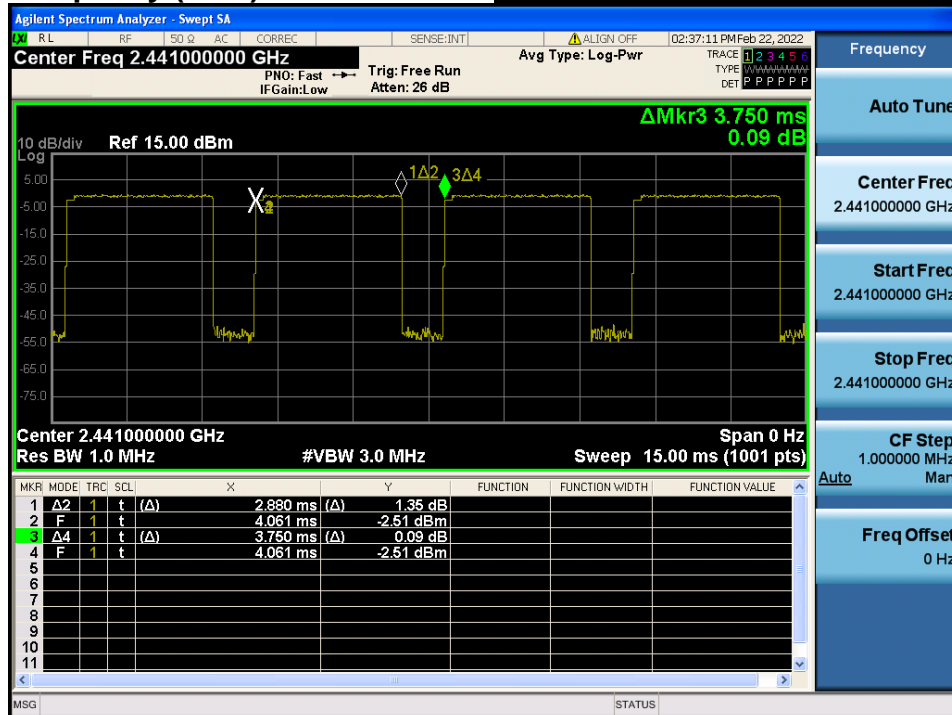 Agilent Spectrum Analyzer - Swept SA
LXI RL RF 50 Ω AC CORREC SENSE:INT ALIGN OFF 02:37:11 PM Feb 22, 2022
Center Freq 2.441000000 GHz
PNO: Fast
IFGain:Low
Trig: Free Run
Atten: 26 dB
Avg Type: Log-Pwr
TRACE 1 2 3 4 5 6
TYPE
DET P P P P P P
ΔMkr3 3.750 ms
0.09 dB
10 dB/div Ref 15.00 dBm
Log
1Δ2
3Δ4
5.00
-5.00
-15.0
-25.0
-35.0
-45.0
-55.0
-65.0
-75.0
Center 2.441000000 GHz Span 0 Hz
Res BW 1.0 MHz #VBW 3.0 MHz Sweep 15.00 ms (1001 pts)
MKR MODE TRC SCL X Y FUNCTION FUNCTION WIDTH FUNCTION VALUE
1 Δ2 1 t (Δ) 2.880 ms (Δ) 1.35 dB
2 F 1 t 4.061 ms -2.51 dBm
3 Δ4 1 t (Δ) 3.750 ms (Δ) 0.09 dB
4 F 1 t 4.061 ms -2.51 dBm
5
6
7
8
9
10
11
MSG STATUS
Frequency
Auto Tune
Center Freq
2.441000000 GHz
Start Freq
2.441000000 GHz
Stop Freq
2.441000000 GHz
CF Step
1.000000 MHz
Auto Man
Freq Offset
0 Hz